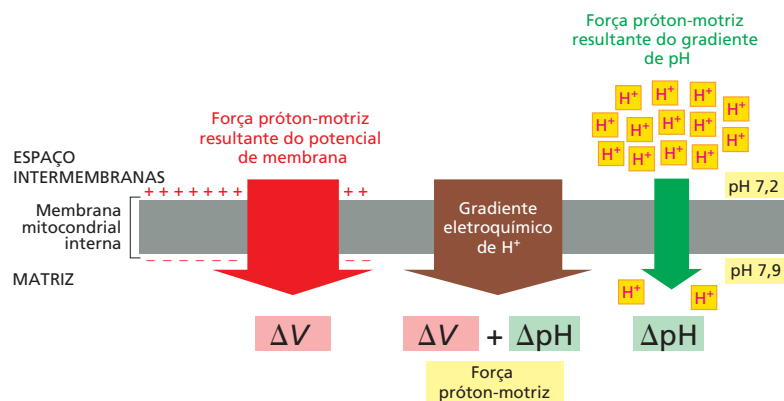 Força próton-motriz
resultante do gradiente
de pH
H+ H+ H+ H+
H+ H+ H+ H+ H+
H+ H+ H+ H+
Força próton-motriz
resultante do potencial
de membrana
ESPAÇO
INTERMEMBRANAS
+ + + + + + + + +
pH 7,2
Membrana
mitocondrial
interna
Gradiente
eletroquímico
de H+
– – – – – – – – –
MATRIZ
pH 7,9
H+ H+
ΔV
ΔV + ΔpH
ΔpH
Força
próton-motriz